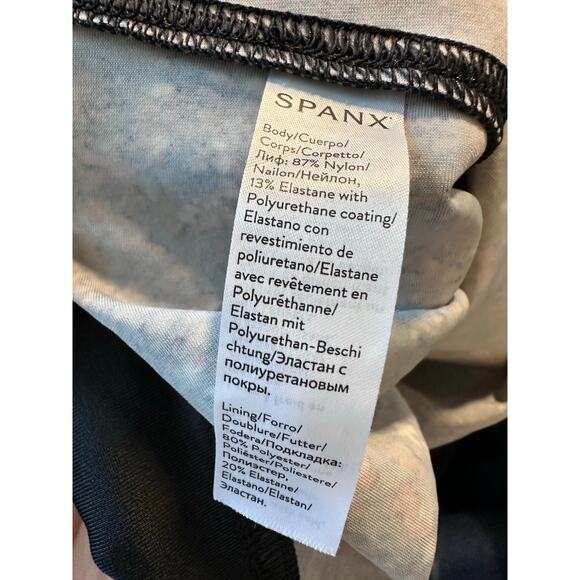 SPANX
Body/Cuerpo/
Corps/Corpetto/
Лиф: 87% Nylon/
Nailon/Нейлон,
13% Elastane with
Polyurethane coating/
Elastano con
revestimiento de
poliuretano/Elastane
avec revêtement en
Polyuréthanne/
Elastan mit
Polyurethan-Beschi
chtung/Эластан с
полиуретановым
покры.
Lining/Forro/
Doublure/Futter/
Fodera/Подкладка:
80% Polyester/
Poliéster/Poliestere/
полиэстер,
20% Elastane/
Elastano/Elastan/
Эластан.